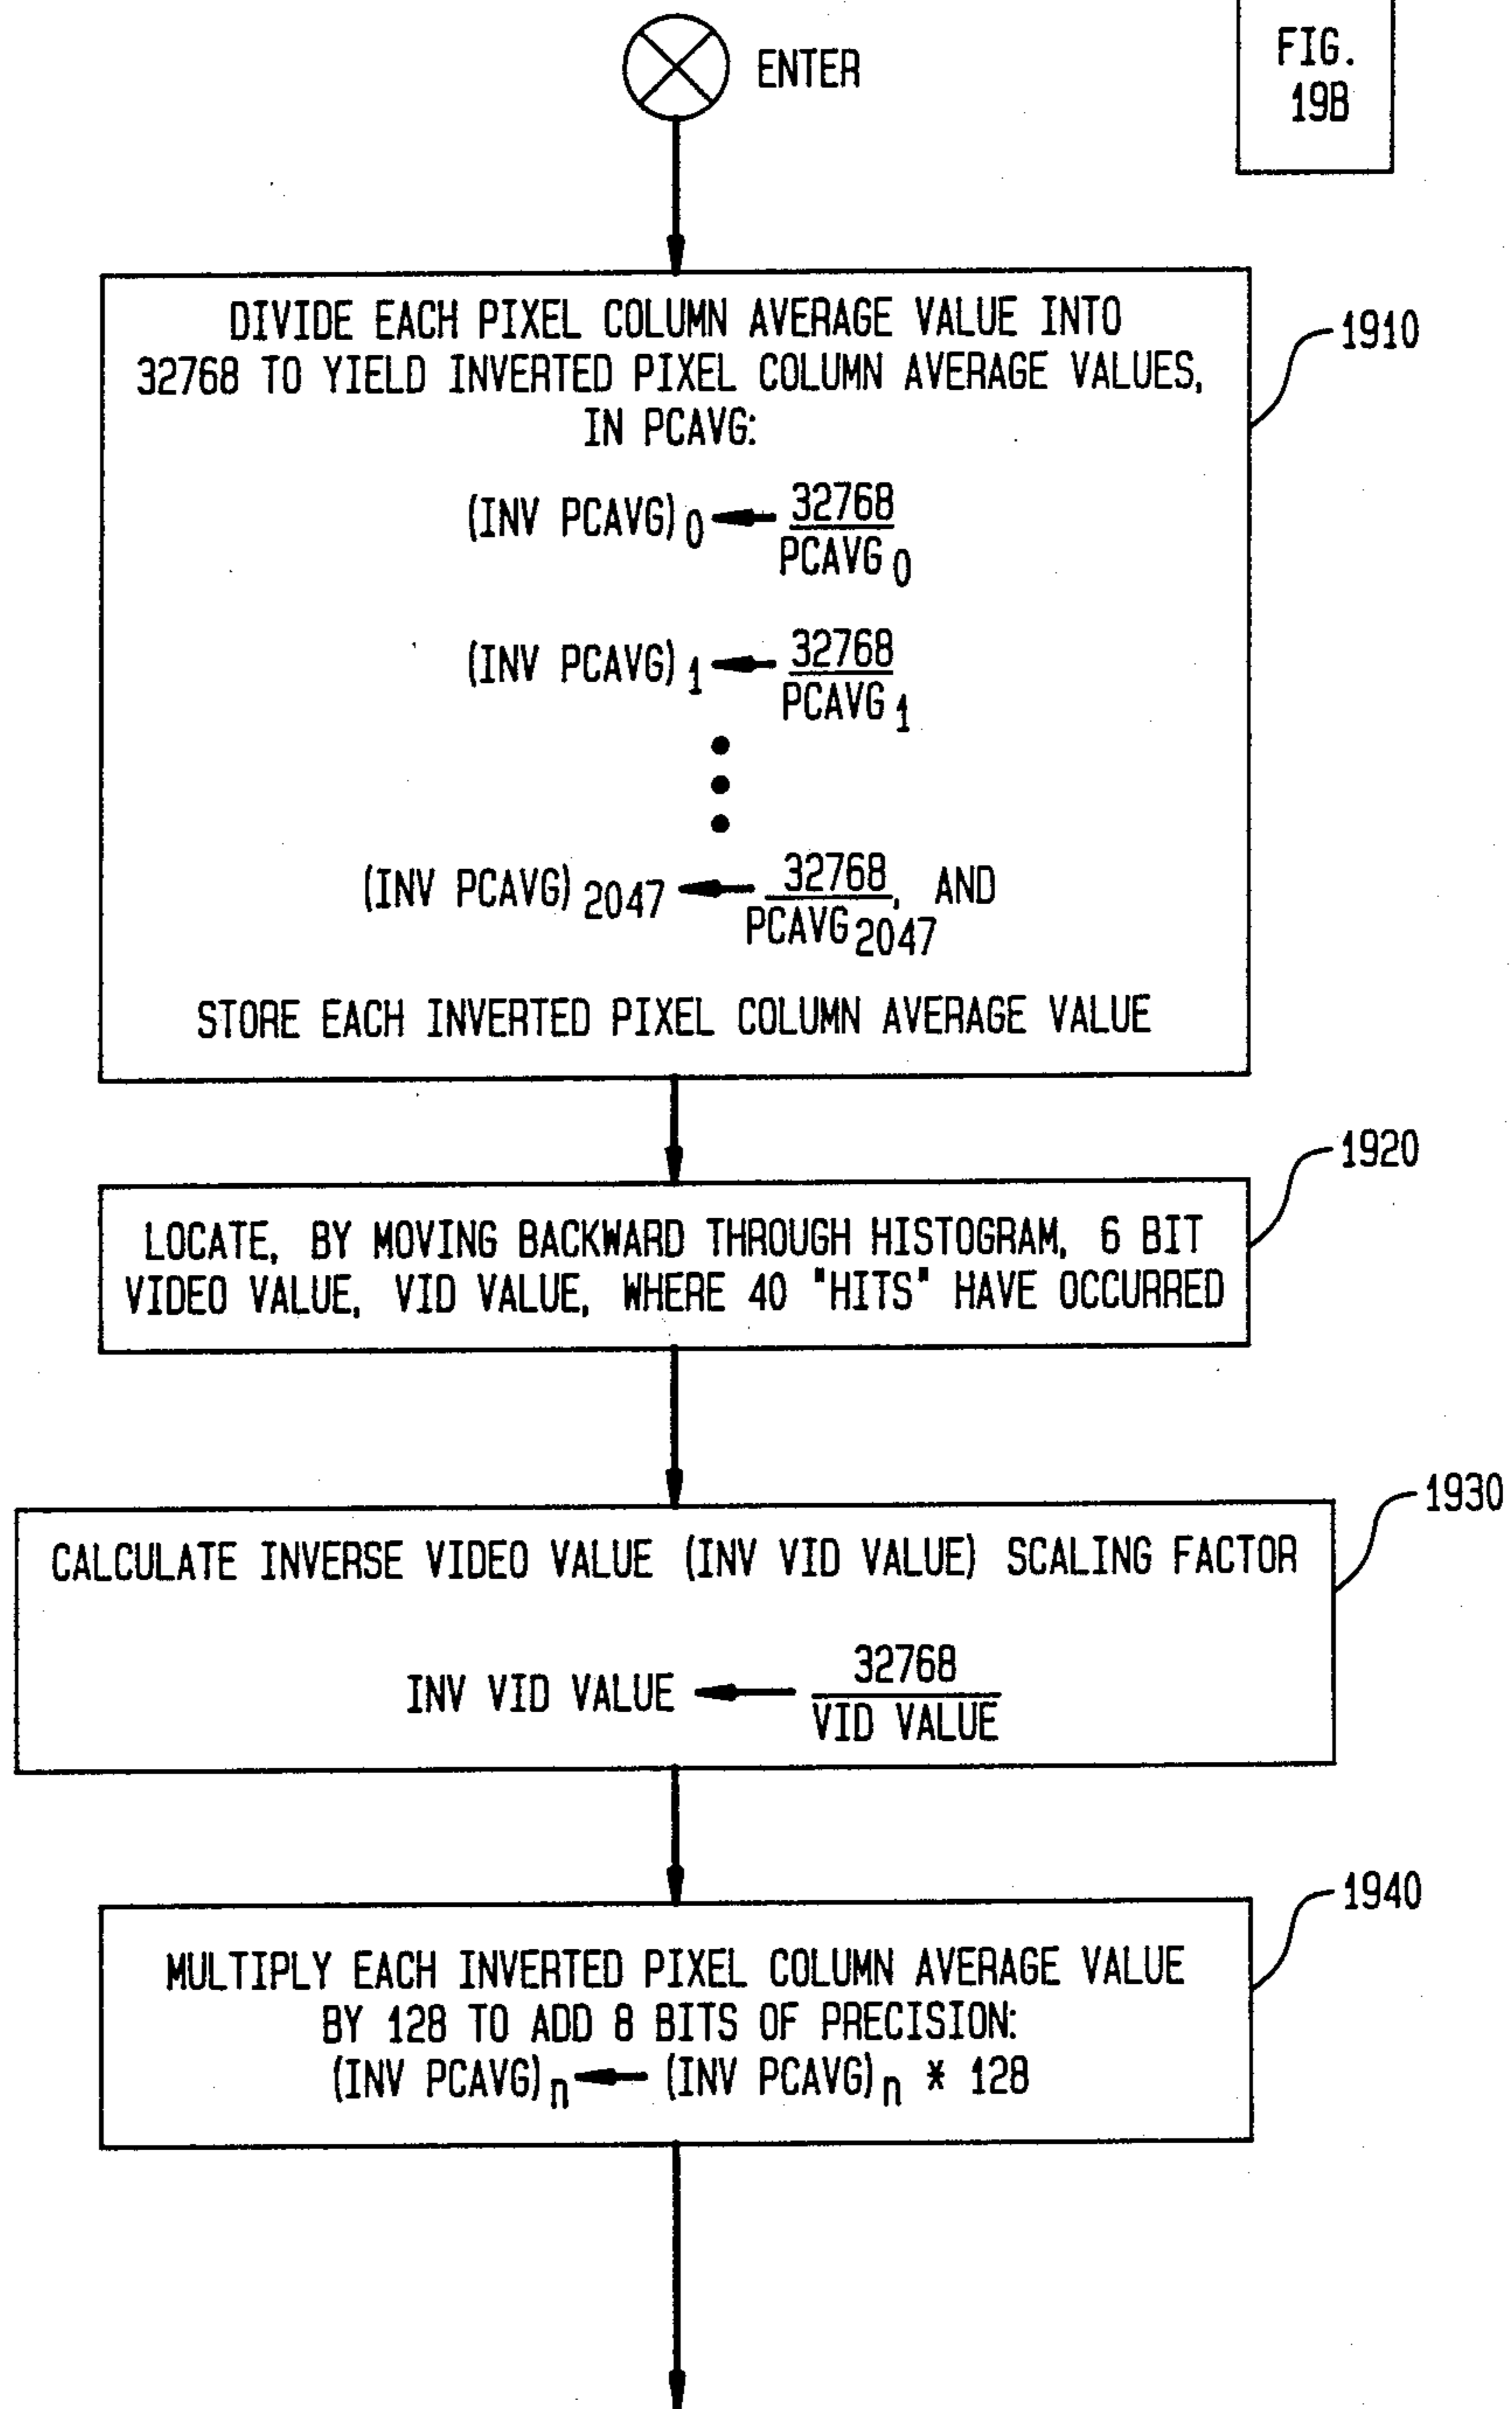 FIG.
19B
ENTER
DIVIDE EACH PIXEL COLUMN AVERAGE VALUE INTO
32768 TO YIELD INVERTED PIXEL COLUMN AVERAGE VALUES,
IN PCAVG:
(INV PCAVG)0 ← 32768
PCAVG0
(INV PCAVG)1 ← 32768
PCAVG1
(INV PCAVG)2047 ← 32768, AND
PCAVG2047
STORE EACH INVERTED PIXEL COLUMN AVERAGE VALUE
1910
LOCATE, BY MOVING BACKWARD THROUGH HISTOGRAM, 6 BIT
VIDEO VALUE, VID VALUE, WHERE 40 "HITS" HAVE OCCURRED
1920
CALCULATE INVERSE VIDEO VALUE (INV VID VALUE) SCALING FACTOR
INV VID VALUE ← 32768
VID VALUE
1930
MULTIPLY EACH INVERTED PIXEL COLUMN AVERAGE VALUE
BY 128 TO ADD 8 BITS OF PRECISION:
(INV PCAVG)n ← (INV PCAVG)n * 128
1940